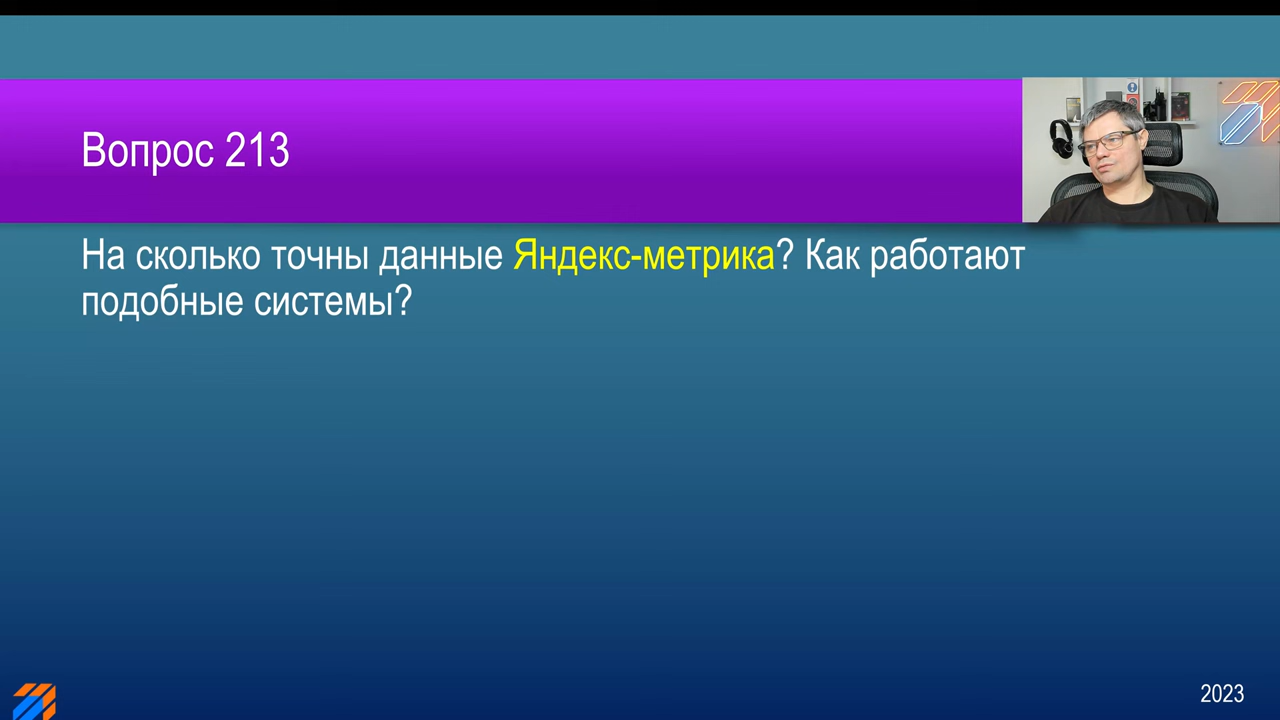 Вопрос 213
На сколько точны данные Яндекс-метрика? Как работают
подобные системы?
2023